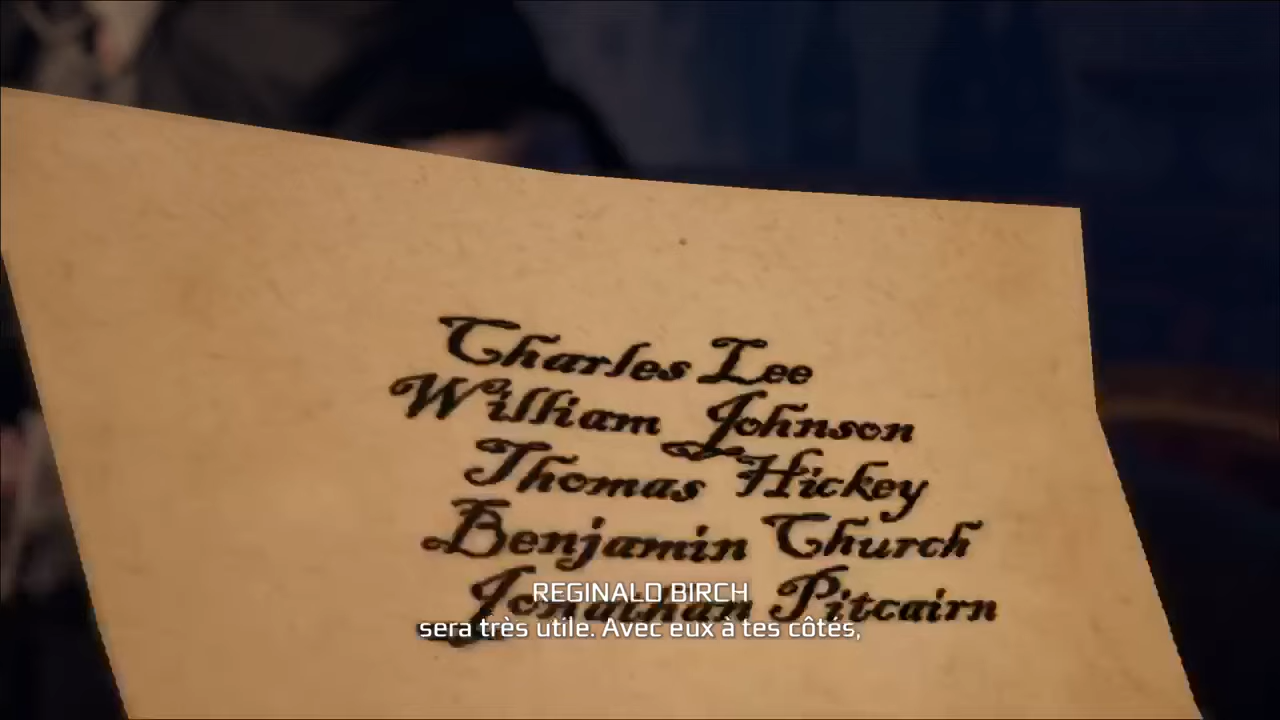 Charles Lee
William Johnson
Thomas Hickey
Benjamin Church
Jonathan Pitcairn
REGINALD BIRCH
sera très utile. Avec eux à tes côtés,